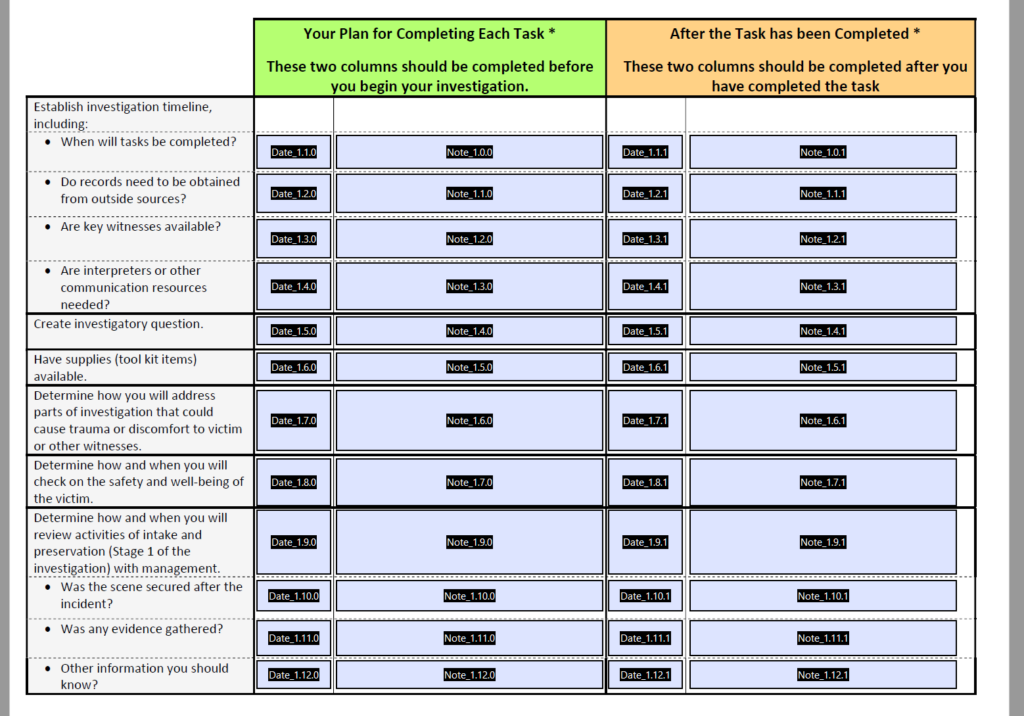 Your Plan for Completing Each Task *
These two columns should be completed before
you begin your investigation.
After the Task has been Completed *
These two columns should be completed after you
have completed the task
Establish investigation timeline,
including:
• When will tasks be completed?
Date_1.1.0
Note_1.0.0
Date_1.1.1
Note_1.0.1
• Do records need to be obtained
from outside sources?
Date_1.2.0
Note_1.1.0
Date_1.2.1
Note_1.1.1
• Are key witnesses available?
Date_1.3.0
Note_1.2.0
Date_1.3.1
Note_1.2.1
• Are interpreters or other
communication resources
needed?
Date_1.4.0
Note_1.3.0
Date_1.4.1
Note_1.3.1
Create investigatory question.
Date_1.5.0
Note_1.4.0
Date_1.5.1
Note_1.4.1
Have supplies (tool kit items)
available.
Date_1.6.0
Note_1.5.0
Date_1.6.1
Note_1.5.1
Determine how you will address
parts of investigation that could
cause trauma or discomfort to victim
or other witnesses.
Date_1.7.0
Note_1.6.0
Date_1.7.1
Note_1.6.1
Determine how and when you will
check on the safety and well-being of
the victim.
Date_1.8.0
Note_1.7.0
Date_1.8.1
Note_1.7.1
Determine how and when you will
review activities of intake and
preservation (Stage 1 of the
investigation) with management.
Date_1.9.0
Note_1.9.0
Date_1.9.1
Note_1.9.1
• Was the scene secured after the
incident?
Date_1.10.0
Note_1.10.0
Date_1.10.1
Note_1.10.1
• Was any evidence gathered?
Date_1.11.0
Note_1.11.0
Date_1.11.1
Note_1.11.1
• Other information you should
know?
Date_1.12.0
Note_1.12.0
Date_1.12.1
Note_1.12.1